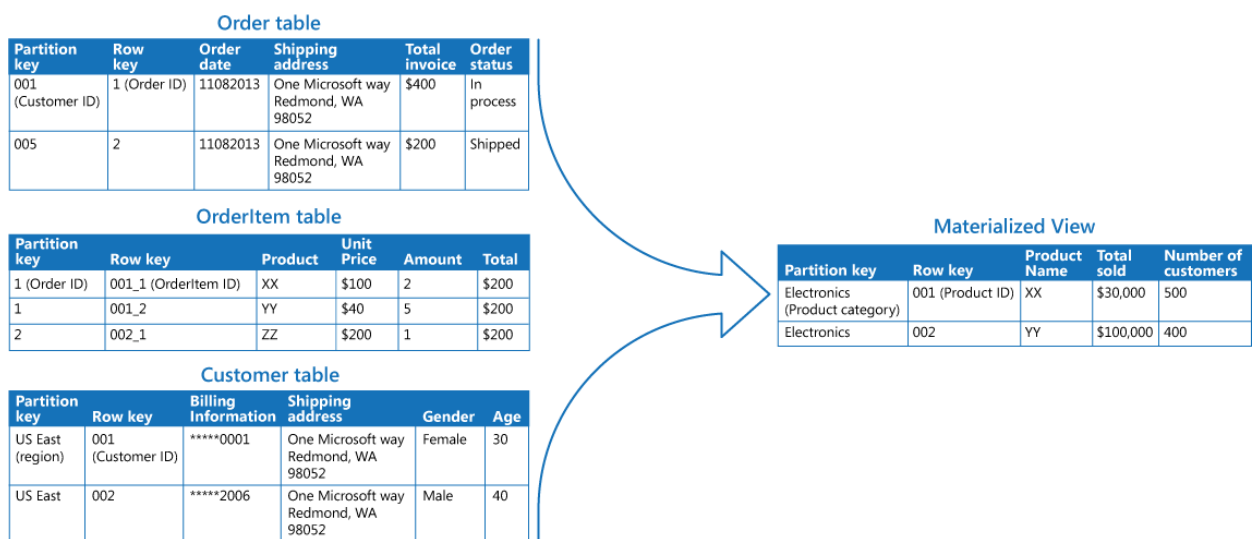 Order table
Partition key Row key Order date Shipping address Total invoice Order status
001 (Customer ID) 1 (Order ID) 11082013 One Microsoft way Redmond, WA 98052 $400 In process
005 2 11082013 One Microsoft way Redmond, WA 98052 $200 Shipped
OrderItem table
Partition key Row key Product Unit Price Amount Total
1 (Order ID) 001_1 (OrderItem ID) XX $100 2 $200
1 001_2 YY $40 5 $200
2 002_1 ZZ $200 1 $200
Customer table
Partition key Row key Billing Information Shipping address Gender Age
US East (region) 001 (Customer ID) *****0001 One Microsoft way Redmond, WA 98052 Female 30
US East 002 *****2006 One Microsoft way Redmond, WA 98052 Male 40
Materialized View
Partition key Row key Product Name Total sold Number of customers
Electronics (Product category) 001 (Product ID) XX $30,000 500
Electronics 002 YY $100,000 400